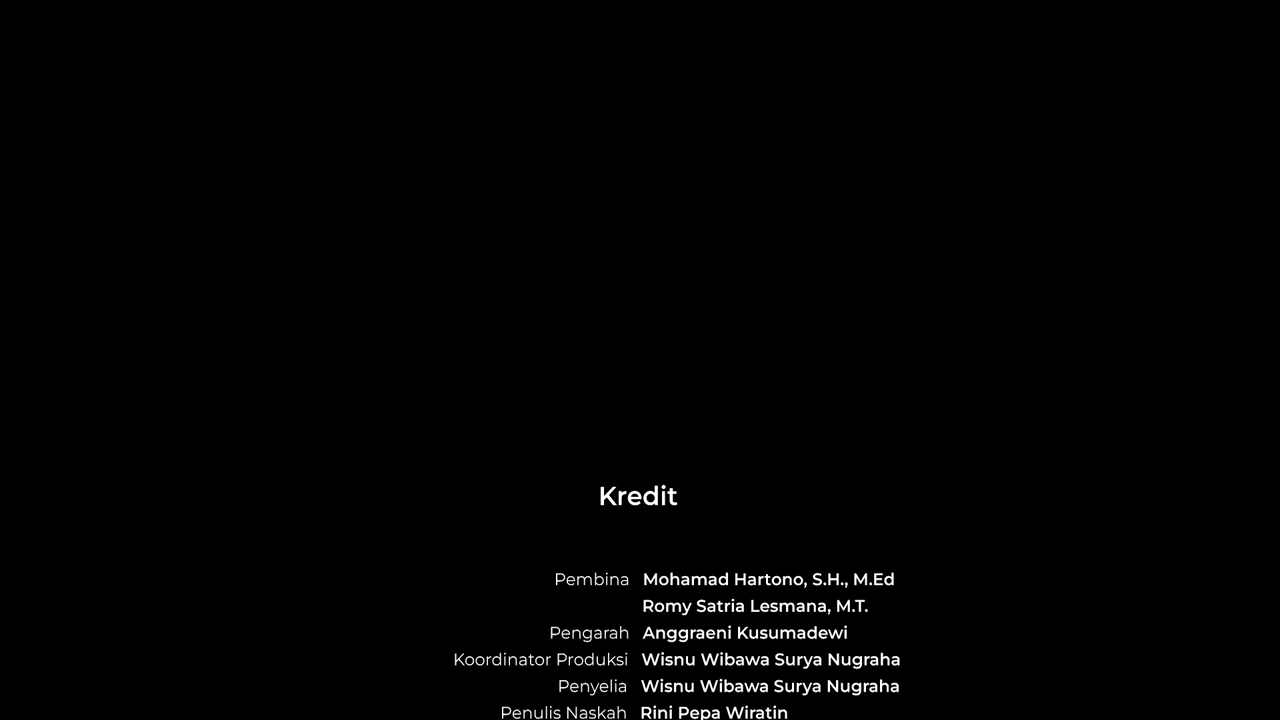 Kredit
Pembina Mohamad Hartono, S.H., M.Ed
Romy Satria Lesmana, M.T.
Pengarah Anggraeni Kusumadewi
Koordinator Produksi Wisnu Wibawa Surya Nugraha
Penyelia Wisnu Wibawa Surya Nugraha
Penulis Naskah Rini Pepa Wiratin